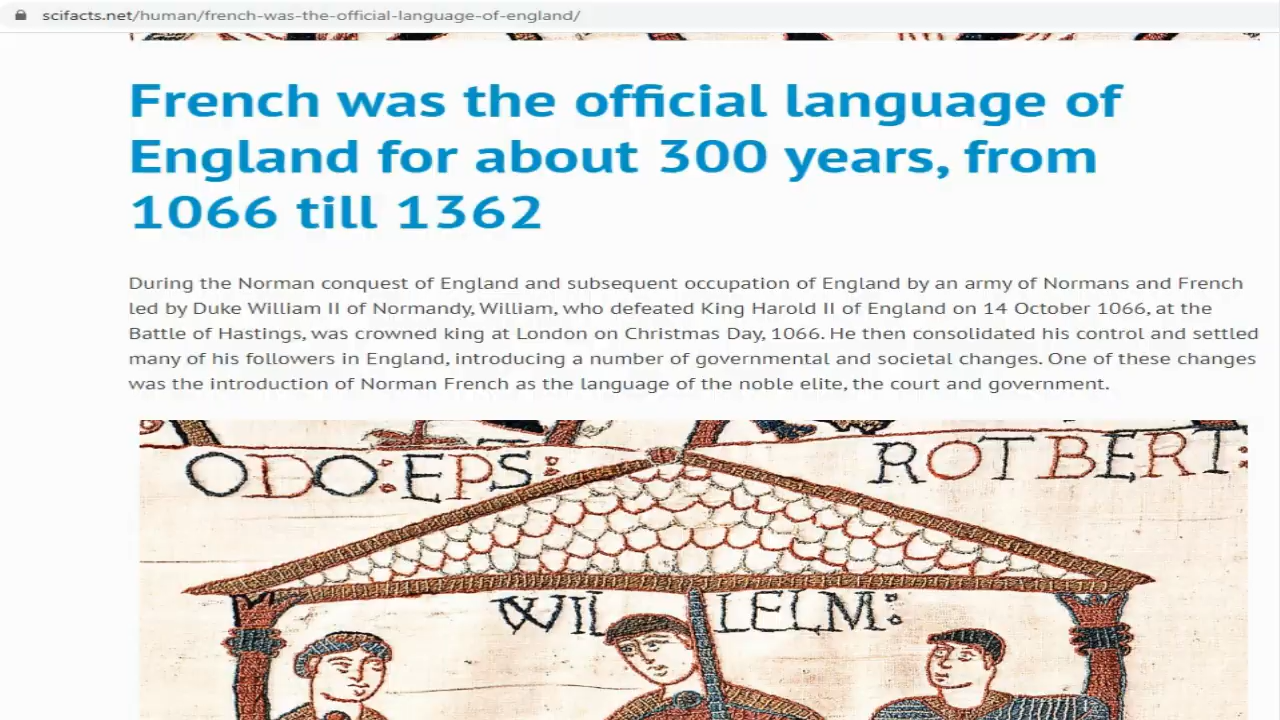 scifacts.net/human/french-was-the-official-language-of-england/
French was the official language of
England for about 300 years, from
1066 till 1362
During the Norman conquest of England and subsequent occupation of England by an army of Normans and French
led by Duke William II of Normandy, William, who defeated King Harold II of England on 14 October 1066, at the
Battle of Hastings, was crowned king at London on Christmas Day, 1066. He then consolidated his control and settled
many of his followers in England, introducing a number of governmental and societal changes. One of these changes
was the introduction of Norman French as the language of the noble elite, the court and government.
ODO:EPS:
ROTBERT:
WILLELM: